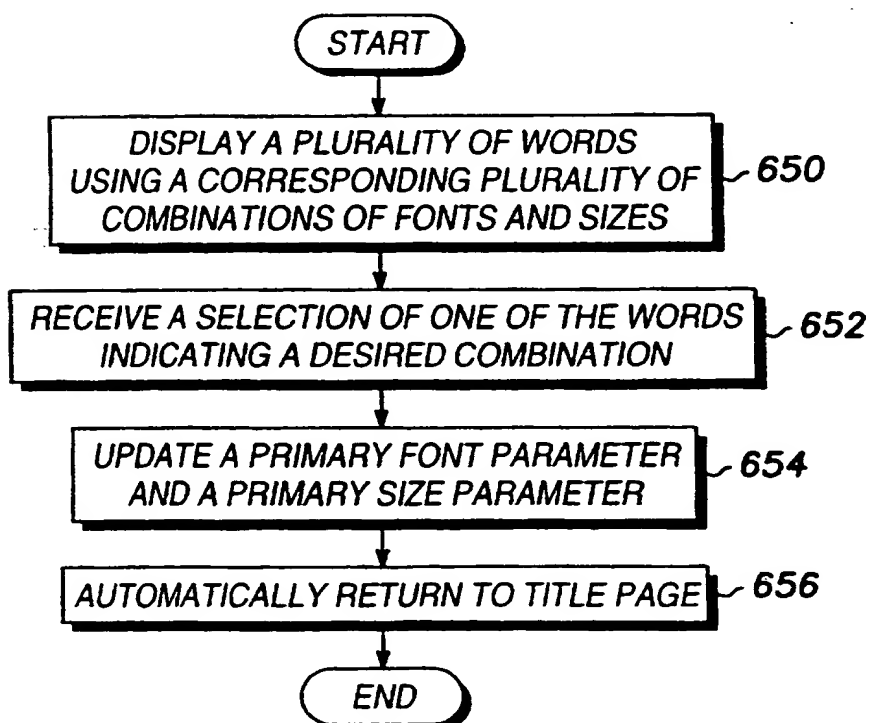 START
DISPLAY A PLURALITY OF WORDS
USING A CORRESPONDING PLURALITY OF
COMBINATIONS OF FONTS AND SIZES
650
RECEIVE A SELECTION OF ONE OF THE WORDS
INDICATING A DESIRED COMBINATION
652
UPDATE A PRIMARY FONT PARAMETER
AND A PRIMARY SIZE PARAMETER
654
AUTOMATICALLY RETURN TO TITLE PAGE
656
END